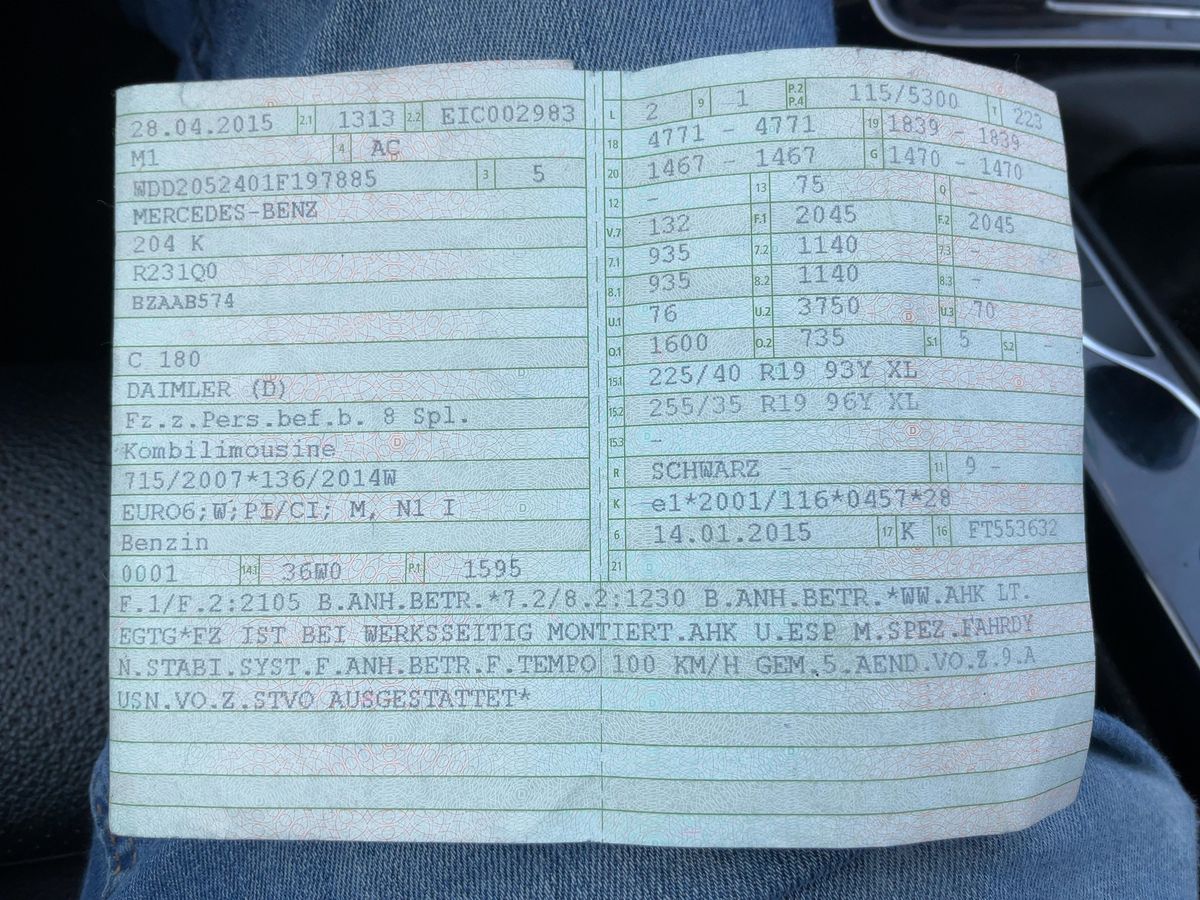 28.04.2015 2.1 1313 2.2 EIC002983
M1 4 AC
WDD2052401F197885 3 5
MERCEDES-BENZ
204 K
R231Q0
BZAAB574
C 180
DAIMLER (D)
Fz.z.Pers.bef.b. 8 Spl.
Kombilimousine
715/2007*136/2014W
EURO6;W;PI/CI; M, N1 I
Benzin
0001 14.1 36W0 P.1 1595
L 2 9 1 P.2 P.4 115/5300 T 223
18 4771 - 4771 19 1839 - 1839
20 1467 - 1467 G 1470 - 1470
12 - 13 75 Q -
V.7 132 F.1 2045 F.2 2045
7.1 935 7.2 1140 7.3 -
8.1 935 8.2 1140 8.3 -
U.1 76 U.2 3750 U.3 70
O.1 1600 O.2 735 S.1 5 S.2 -
15.1 225/40 R19 93Y XL
15.2 255/35 R19 96Y XL
15.3 -
R SCHWARZ - 11 9 -
K e1*2001/116*0457*28
6 14.01.2015 17 K 16 FT553632
21
F.1/F.2:2105 B.ANH.BETR.*7.2/8.2:1230 B.ANH.BETR.*WW.AHK LT.
EGTG*FZ IST BEI WERKSSEITIG MONTIERT.AHK U.ESP M.SPEZ.FAHRDY
N.STABI.SYST.F.ANH.BETR.F.TEMPO 100 KM/H GEM.5.AEND.VO.Z.9.A
USN.VO.Z.STVO AUSGESTATTET*